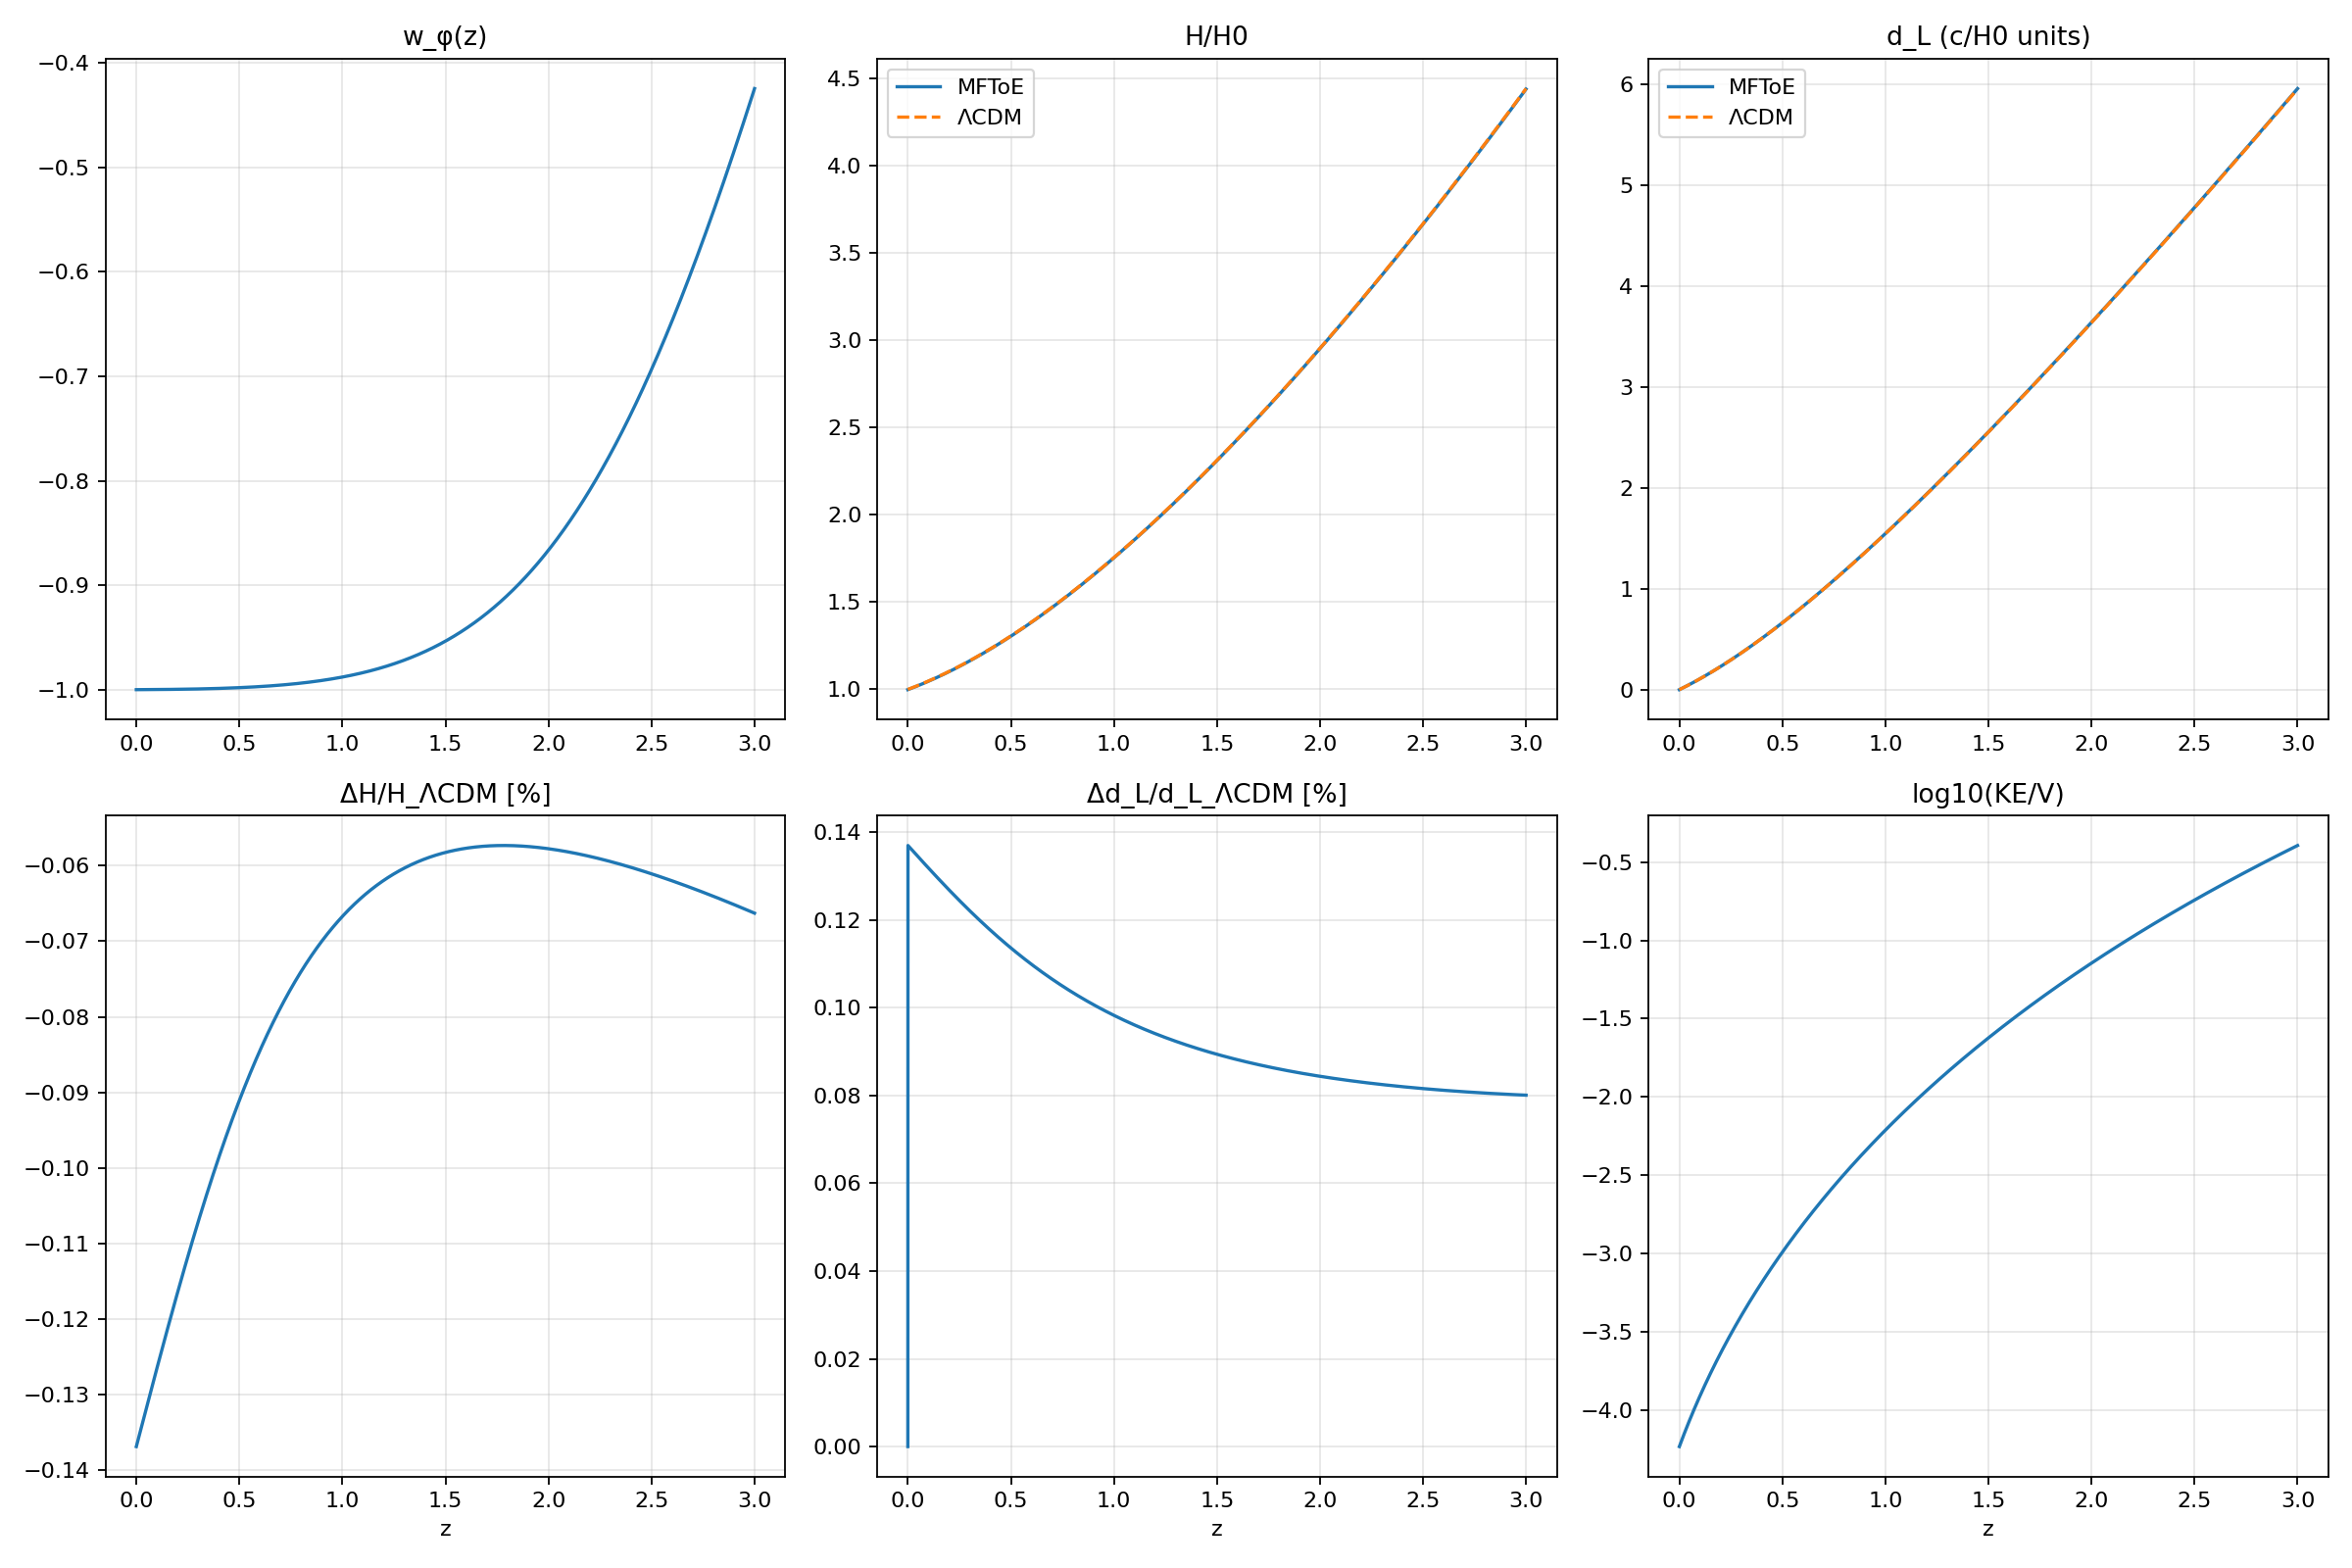 w_φ(z)
−0.4
−0.5
−0.6
−0.7
−0.8
−0.9
−1.0
0.0 0.5 1.0 1.5 2.0 2.5 3.0
H/H0
MFToE
ΛCDM
4.5
4.0
3.5
3.0
2.5
2.0
1.5
1.0
0.0 0.5 1.0 1.5 2.0 2.5 3.0
d_L (c/H0 units)
MFToE
ΛCDM
6
5
4
3
2
1
0
0.0 0.5 1.0 1.5 2.0 2.5 3.0
ΔH/H_ΛCDM [%]
−0.06
−0.07
−0.08
−0.09
−0.10
−0.11
−0.12
−0.13
−0.14
0.0 0.5 1.0 1.5 2.0 2.5 3.0
z
Δd_L/d_L_ΛCDM [%]
0.14
0.12
0.10
0.08
0.06
0.04
0.02
0.00
0.0 0.5 1.0 1.5 2.0 2.5 3.0
z
log10(KE/V)
−0.5
−1.0
−1.5
−2.0
−2.5
−3.0
−3.5
−4.0
0.0 0.5 1.0 1.5 2.0 2.5 3.0
z